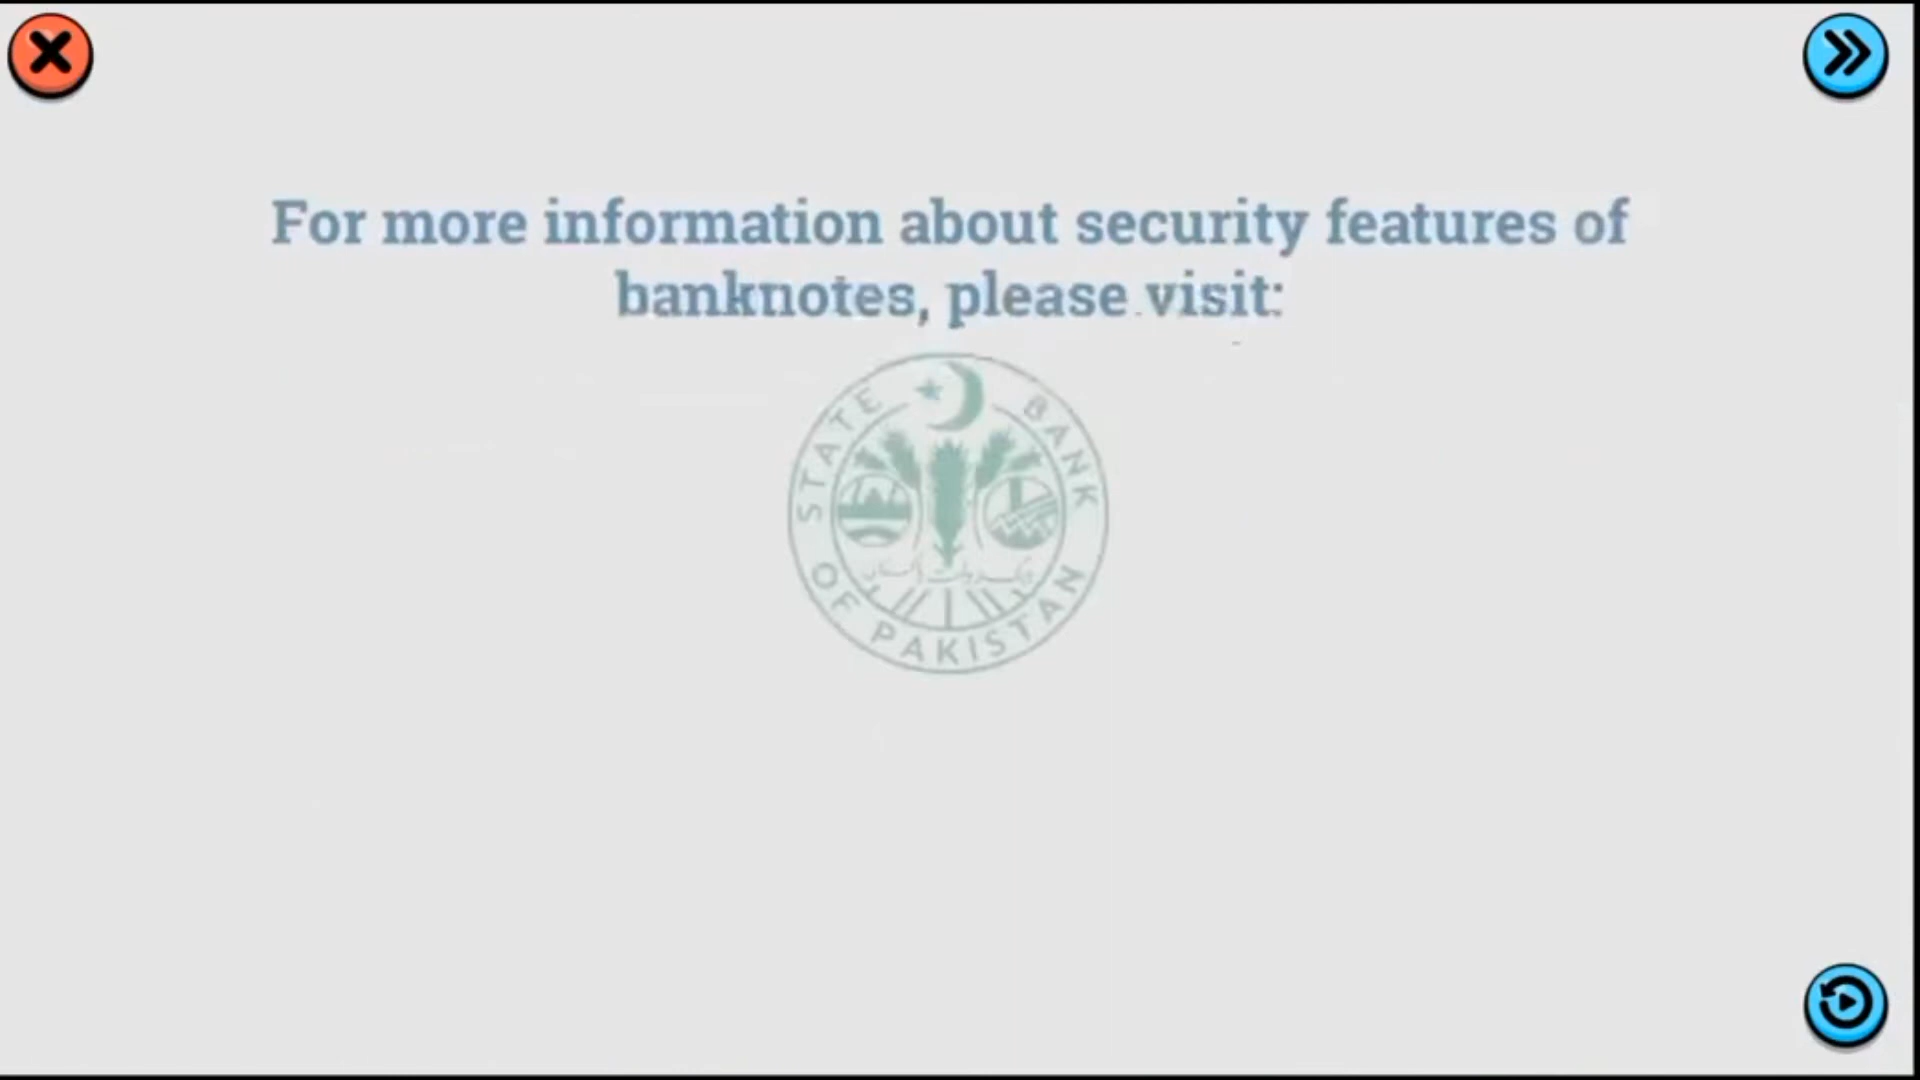 For more information about security features of
banknotes, please visit:
STATE BANK
OF PAKISTAN